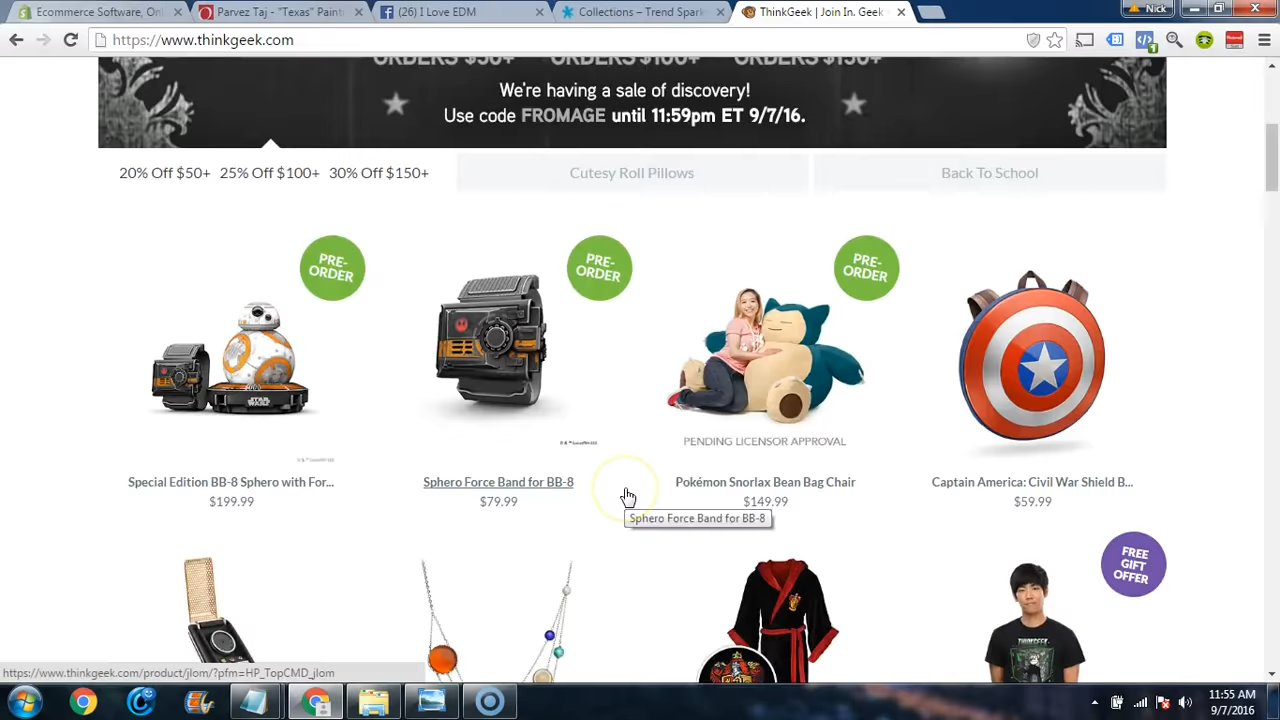 Ecommerce Software, Onli
Parvez Taj - "Texas" Paint
(26) I Love EDM
Collections – Trend Spark
ThinkGeek | Join In. Geek
Nick
https://www.thinkgeek.com
ORDERS $50+ ORDERS $100+ ORDERS $150+
We're having a sale of discovery!
Use code FROMAGE until 11:59pm ET 9/7/16.
20% Off $50+ 25% Off $100+ 30% Off $150+
Cutesy Roll Pillows
Back To School
PRE-
ORDER
PRE-
ORDER
PRE-
ORDER
STAR
WARS
PENDING LICENSOR APPROVAL
Special Edition BB-8 Sphero with For...
$199.99
Sphero Force Band for BB-8
$79.99
Pokémon Snorlax Bean Bag Chair
$149.99
Captain America: Civil War Shield B...
$59.99
Sphero Force Band for BB-8
FREE
GIFT
OFFER
THINKGEEK
https://www.thinkgeek.com/product/jlom/?pfm=HP_TopCMD_jlom
11:55 AM
9/7/2016